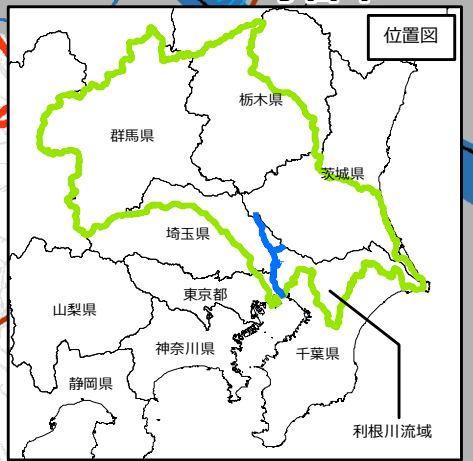 位置図
栃木県
群馬県
茨城県
埼玉県
東京都
山梨県
神奈川県
千葉県
静岡県
利根川流域